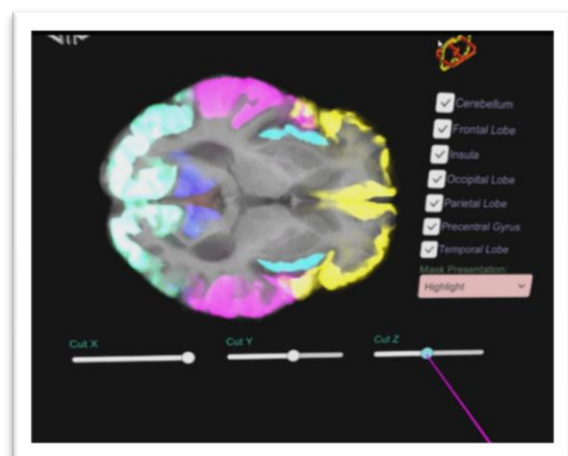 Cerebellum
Frontal Lobe
Insula
Occipital Lobe
Parietal Lobe
Precentral Gyrus
Temporal Lobe
Mask Presentation:
Highlight
Cut X
Cut Y
Cut Z